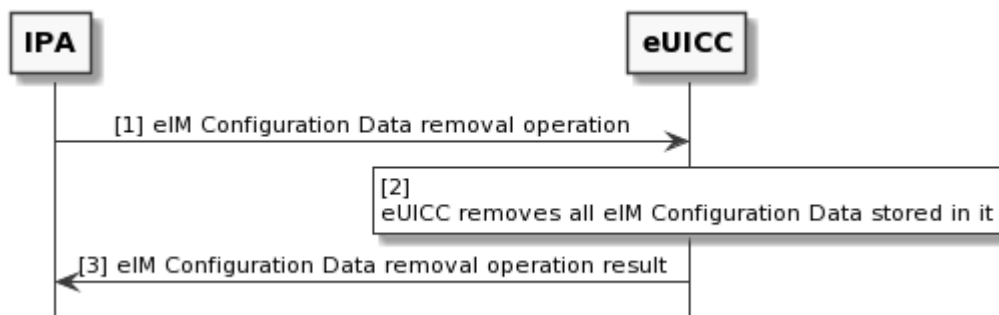 IPA
eUICC
[1] eIM Configuration Data removal operation
[2]
eUICC removes all eIM Configuration Data stored in it
[3] eIM Configuration Data removal operation result